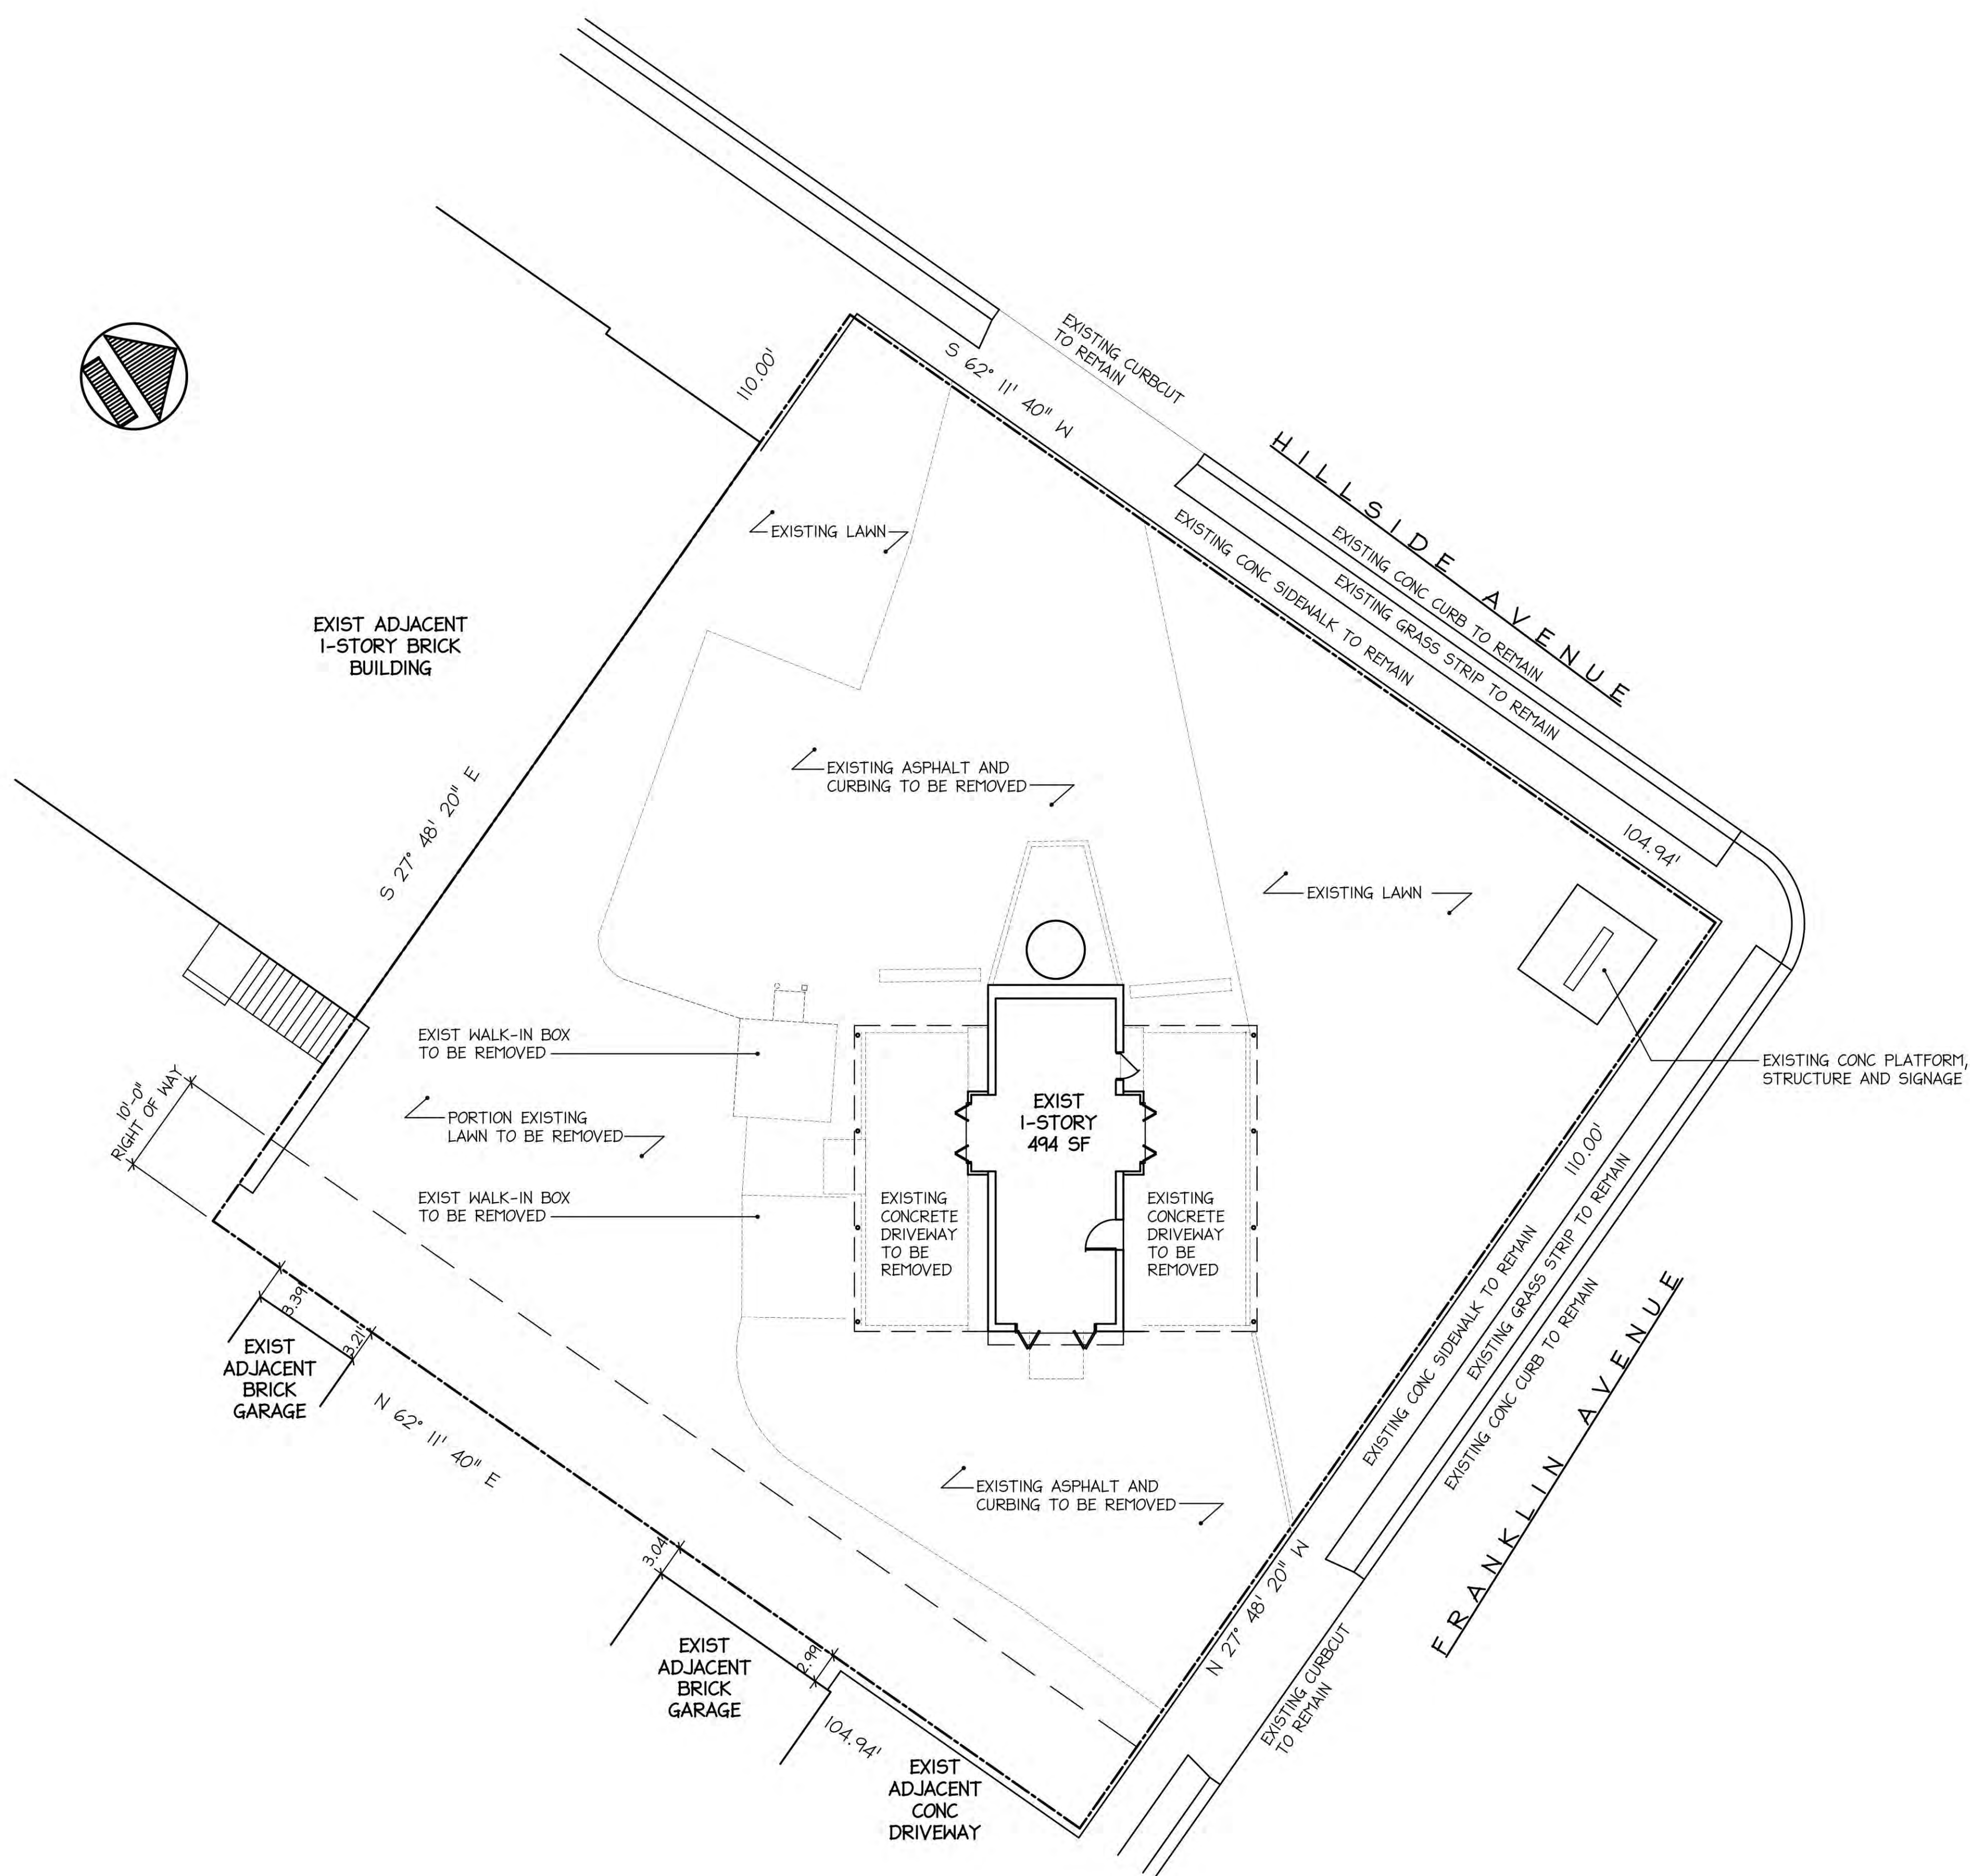 EXISTING CURBCUT
TO REMAIN
110.00'
S 62° 11' 40" W
HILLSIDE AVENUE
EXISTING CONC CURB TO REMAIN
EXISTING GRASS STRIP TO REMAIN
EXISTING CONC SIDEWALK TO REMAIN
EXISTING LAWN
EXIST ADJACENT
1-STORY BRICK
BUILDING
S 27° 48' 20" E
EXISTING ASPHALT AND
CURBING TO BE REMOVED
104.94'
EXISTING LAWN
EXISTING CONC PLATFORM,
STRUCTURE AND SIGNAGE
EXIST WALK-IN BOX
TO BE REMOVED
10'-0"
RIGHT OF WAY
PORTION EXISTING
LAWN TO BE REMOVED
EXIST
1-STORY
494 SF
110.00'
EXIST WALK-IN BOX
TO BE REMOVED
EXISTING
CONCRETE
DRIVEWAY
TO BE
REMOVED
EXISTING
CONCRETE
DRIVEWAY
TO BE
REMOVED
EXISTING CONC SIDEWALK TO REMAIN
EXISTING GRASS STRIP TO REMAIN
EXISTING CONC CURB TO REMAIN
FRANKLIN AVENUE
3.39'
3.21'
EXIST
ADJACENT
BRICK
GARAGE
N 62° 11' 40" E
EXISTING ASPHALT AND
CURBING TO BE REMOVED
N 27° 48' 20" W
3.04'
2.99'
EXIST
ADJACENT
BRICK
GARAGE
104.94'
EXISTING CURBCUT
TO REMAIN
EXIST
ADJACENT
CONC
DRIVEWAY